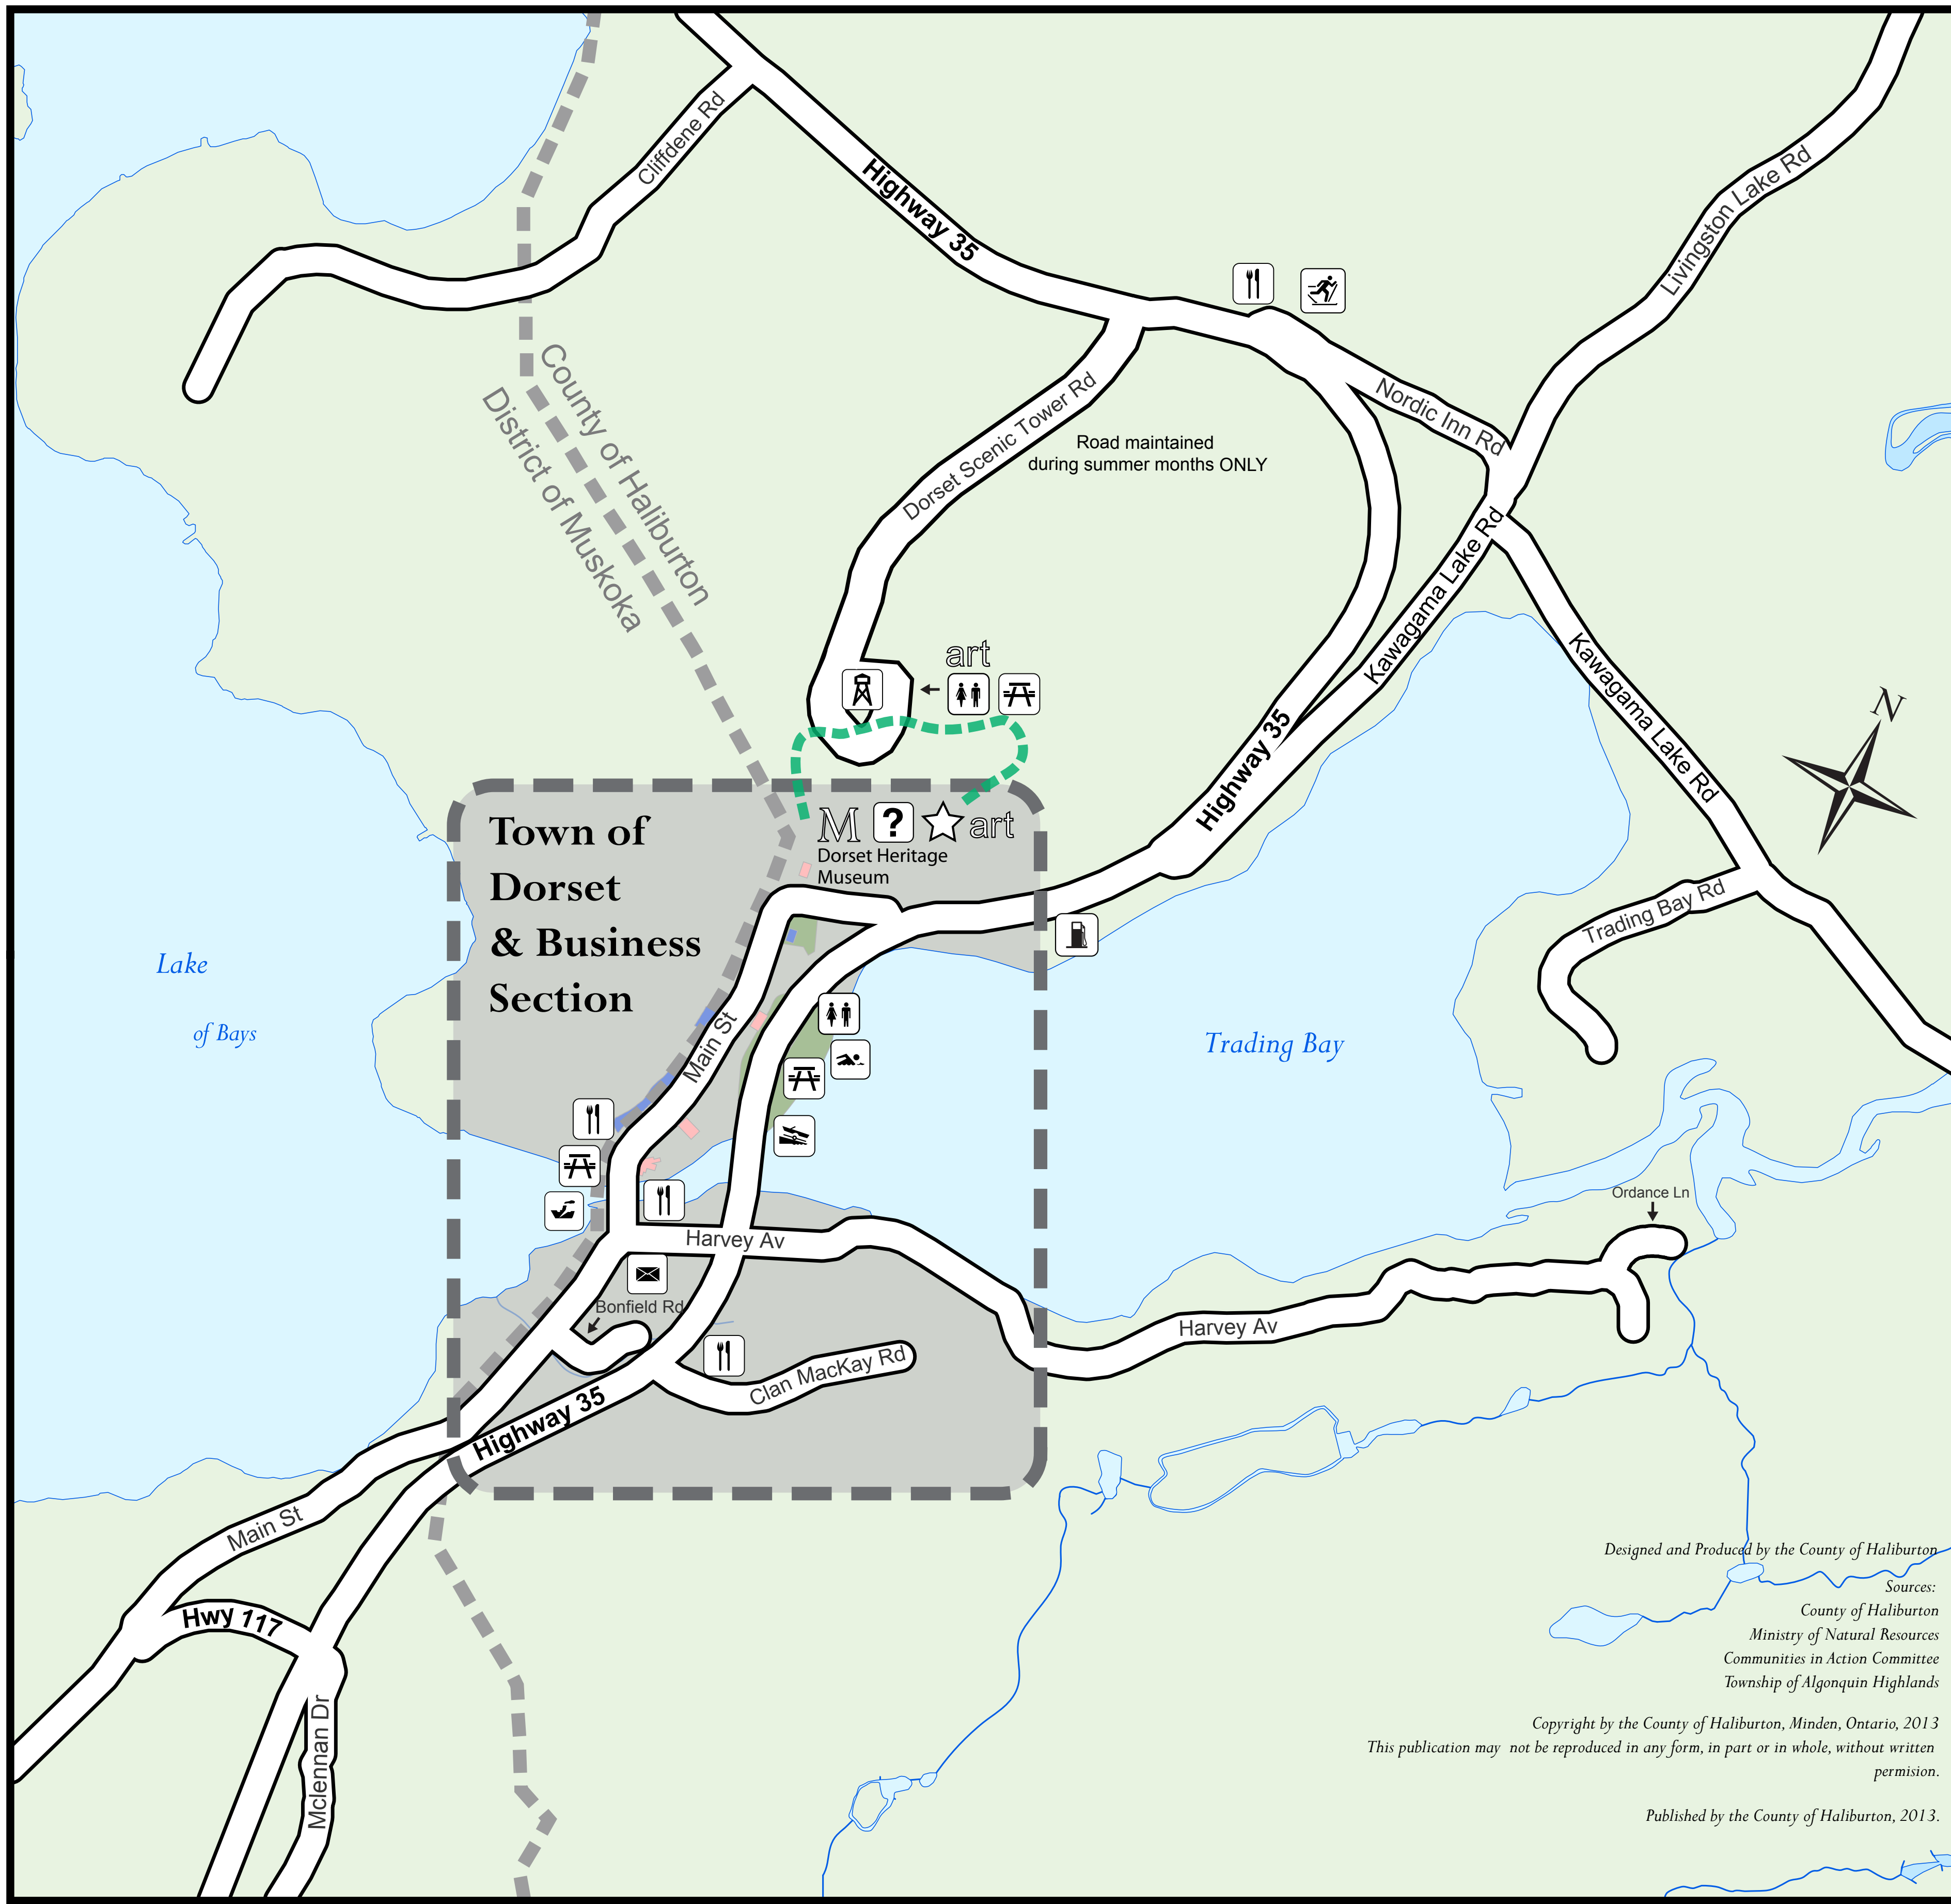 Cliffdene Rd
Highway 35
Livingston Lake Rd
County of Haliburton
District of Muskoka
Nordic Inn Rd
Dorset Scenic Tower Rd
Road maintained
during summer months ONLY
Kawagama Lake Rd
Kawagama Lake Rd
art
N
Highway 35
Town of
Dorset
& Business
Section
M
?
art
Dorset Heritage
Museum
Trading Bay Rd
Lake
of Bays
Main St
Trading Bay
Ordance Ln
Harvey Av
Bonfield Rd
Harvey Av
Clan MacKay Rd
Highway 35
Main St
Hwy 117
Mclennan Dr
Designed and Produced by the County of Haliburton
Sources:
County of Haliburton
Ministry of Natural Resources
Communities in Action Committee
Township of Algonquin Highlands
Copyright by the County of Haliburton, Minden, Ontario, 2013
This publication may not be reproduced in any form, in part or in whole, without written
permision.
Published by the County of Haliburton, 2013.